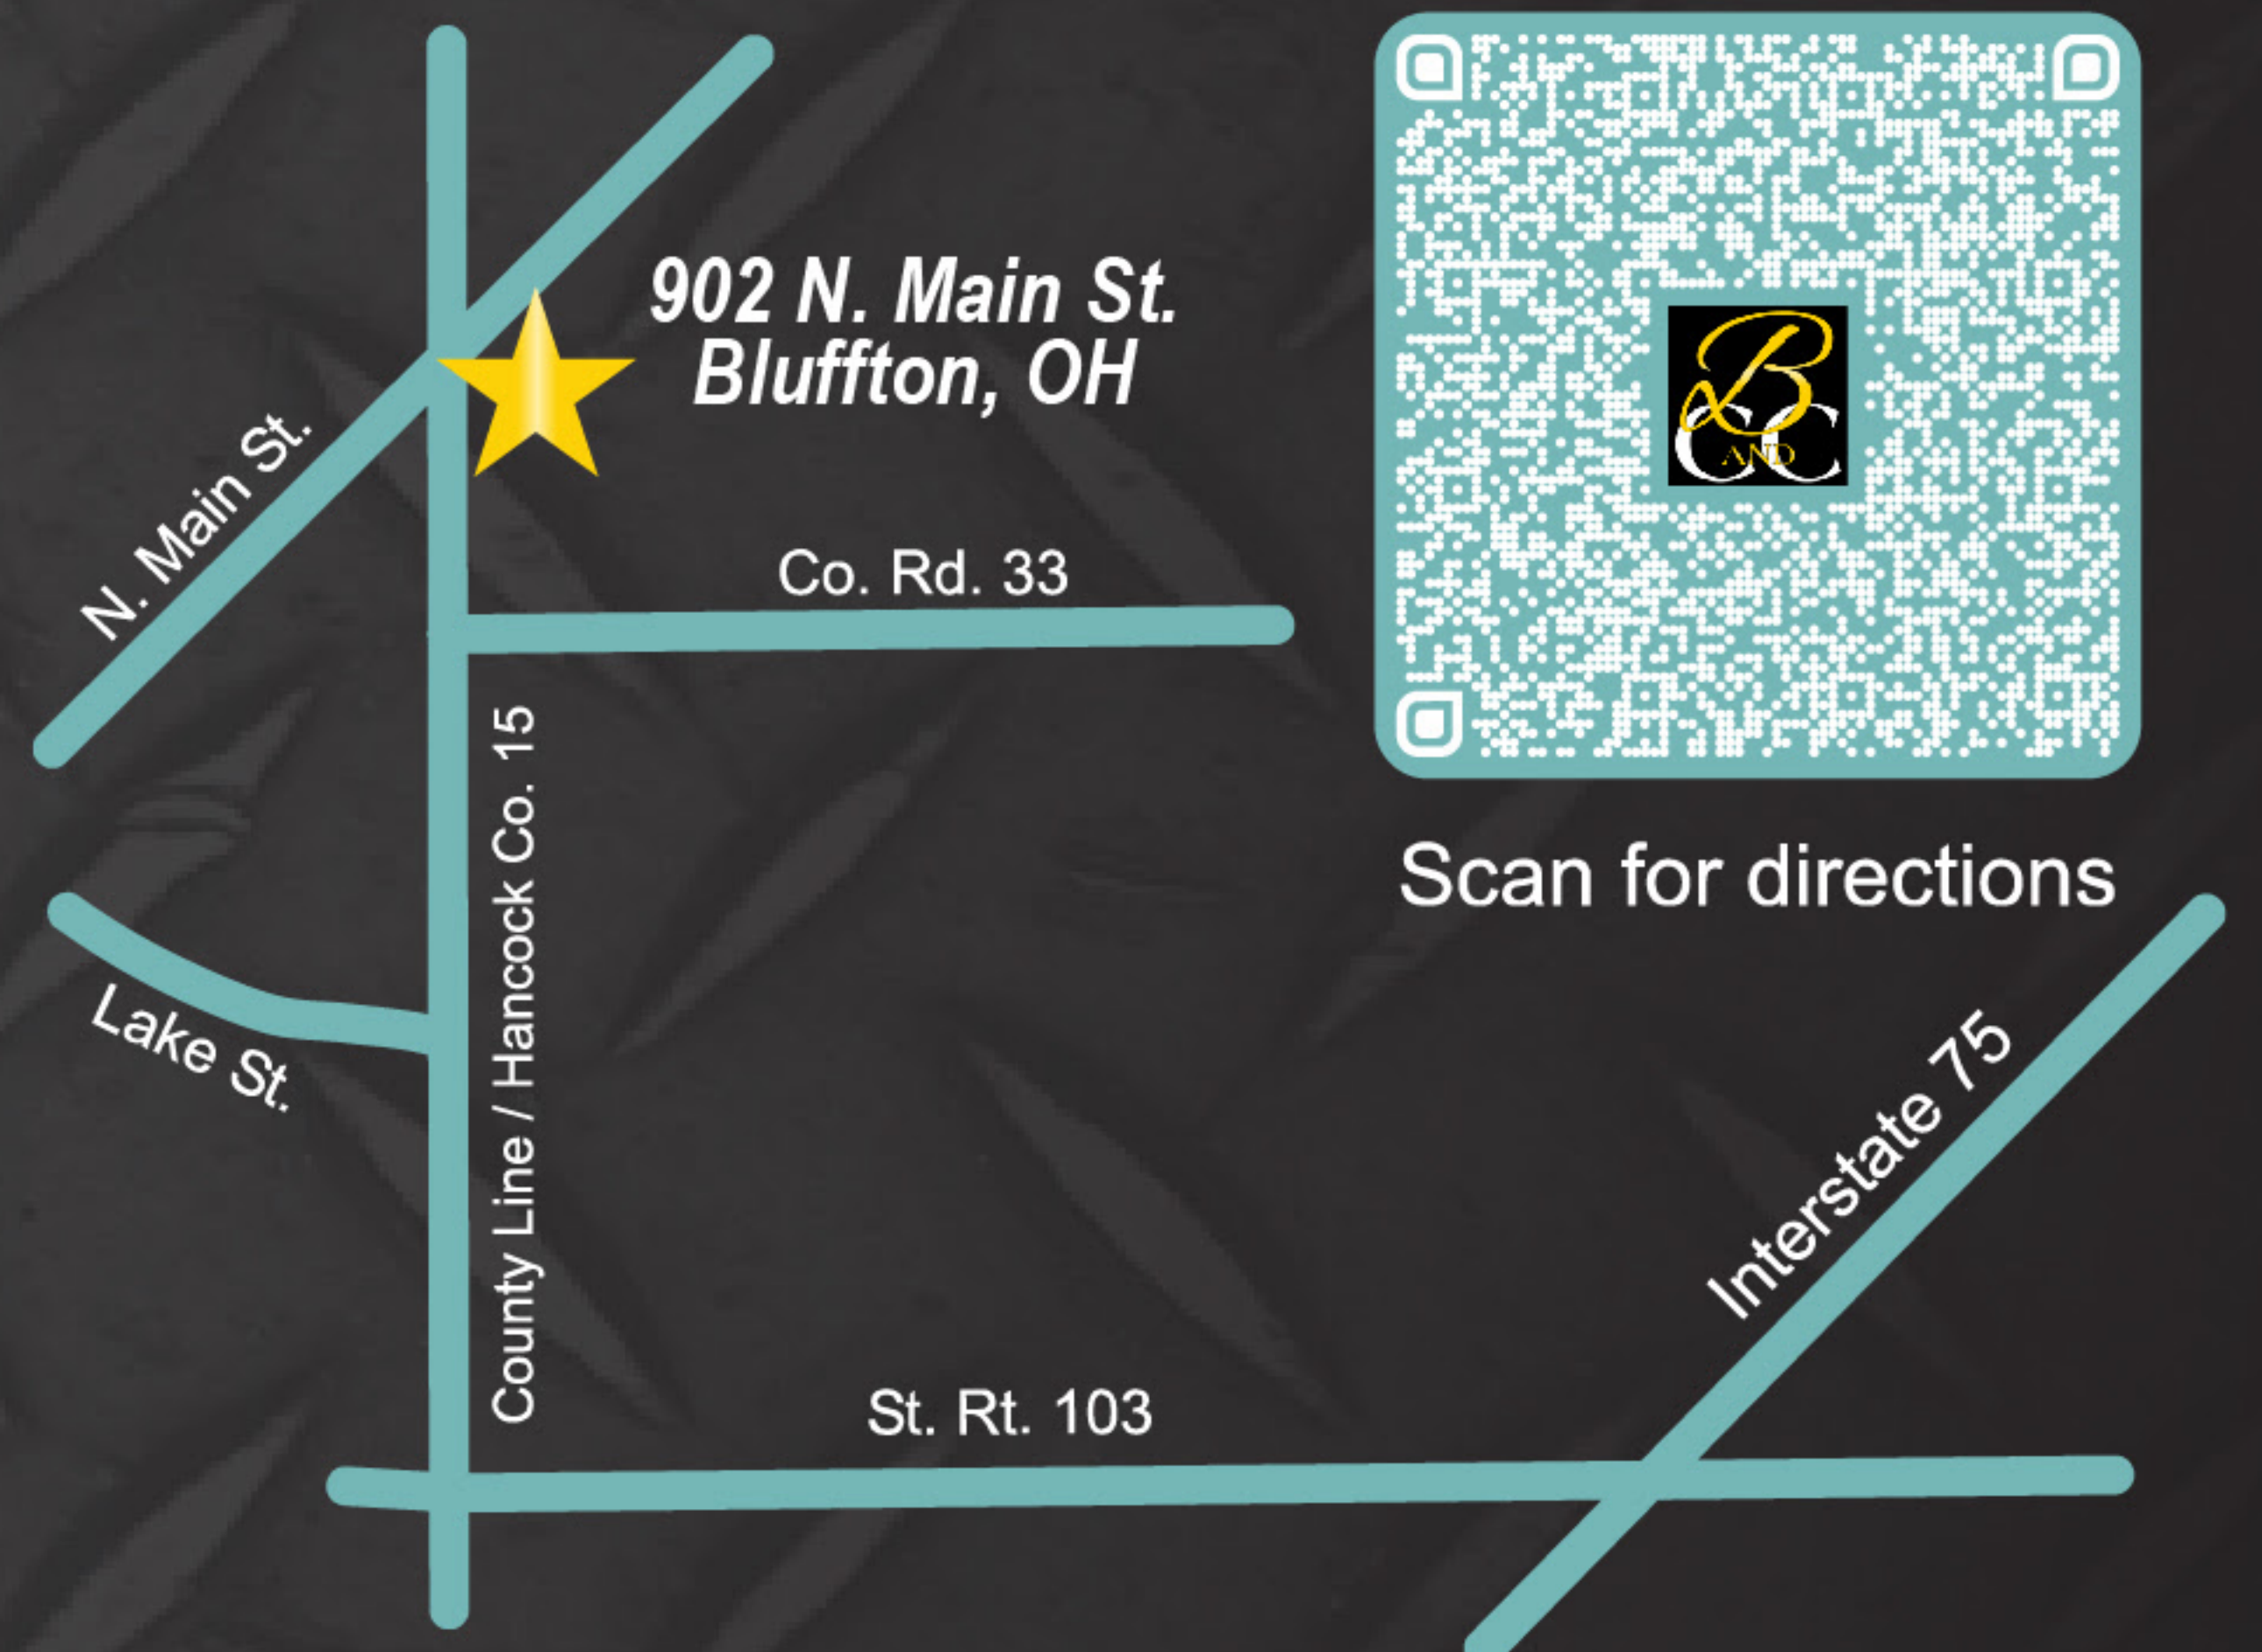 902 N. Main St.
Bluffton, OH
B
C AND C
N. Main St.
Co. Rd. 33
County Line / Hancock Co. 15
Scan for directions
Lake St.
Interstate 75
St. Rt. 103